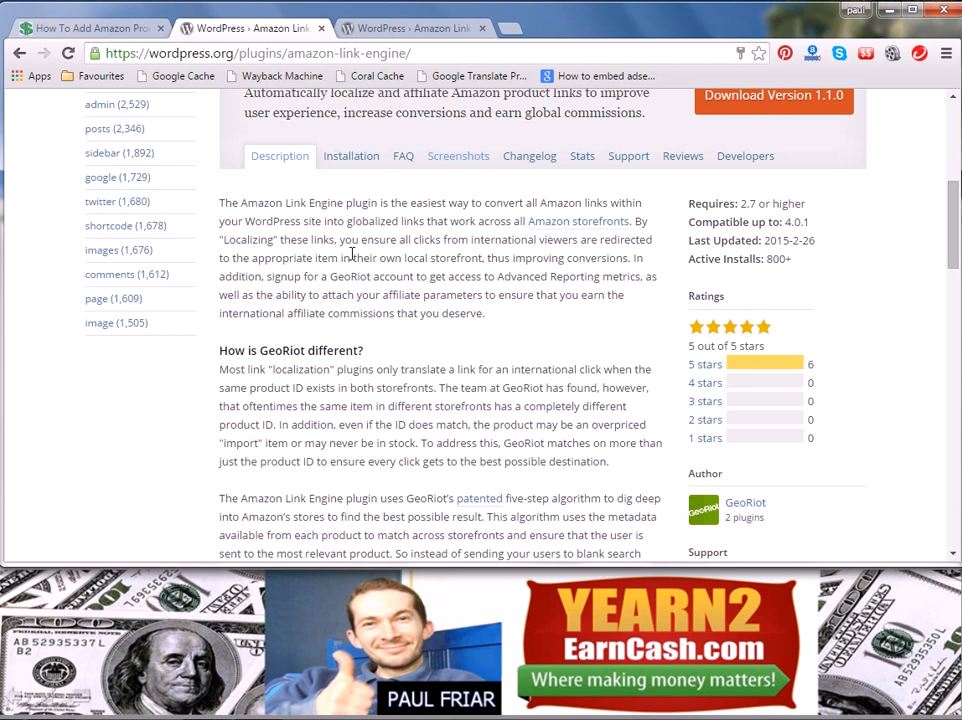 paul
How To Add Amazon Pro
WordPress › Amazon Link
WordPress › Amazon Link
https://wordpress.org/plugins/amazon-link-engine/
Apps
Favourites
Google Cache
Wayback Machine
Coral Cache
Google Translate Pr...
How to embed adse...
admin (2,529)
posts (2,346)
sidebar (1,892)
google (1,729)
twitter (1,680)
shortcode (1,678)
images (1,676)
comments (1,612)
page (1,609)
image (1,505)
Automatically localize and affiliate Amazon product links to improve
user experience, increase conversions and earn global commissions.
Download Version 1.1.0
Description Installation FAQ Screenshots Changelog Stats Support Reviews Developers
The Amazon Link Engine plugin is the easiest way to convert all Amazon links within
your WordPress site into globalized links that work across all Amazon storefronts. By
"Localizing" these links, you ensure all clicks from international viewers are redirected
to the appropriate item in their own local storefront, thus improving conversions. In
addition, signup for a GeoRiot account to get access to Advanced Reporting metrics, as
well as the ability to attach your affiliate parameters to ensure that you earn the
international affiliate commissions that you deserve.
How is GeoRiot different?
Most link "localization" plugins only translate a link for an international click when the
same product ID exists in both storefronts. The team at GeoRiot has found, however,
that oftentimes the same item in different storefronts has a completely different
product ID. In addition, even if the ID does match, the product may be an overpriced
"import" item or may never be in stock. To address this, GeoRiot matches on more than
just the product ID to ensure every click gets to the best possible destination.
The Amazon Link Engine plugin uses GeoRiot's patented five-step algorithm to dig deep
into Amazon's stores to find the best possible result. This algorithm uses the metadata
available from each product to match across storefronts and ensure that the user is
sent to the most relevant product. So instead of sending your users to blank search
Requires: 2.7 or higher
Compatible up to: 4.0.1
Last Updated: 2015-2-26
Active Installs: 800+
Ratings
5 out of 5 stars
5 stars 6
4 stars 0
3 stars 0
2 stars 0
1 stars 0
Author
GeoRiot
GeoRiot
2 plugins
Support
AB 52935337 L
B2
PAUL FRIAR
YEARN2
EarnCash.com
Where making money matters!